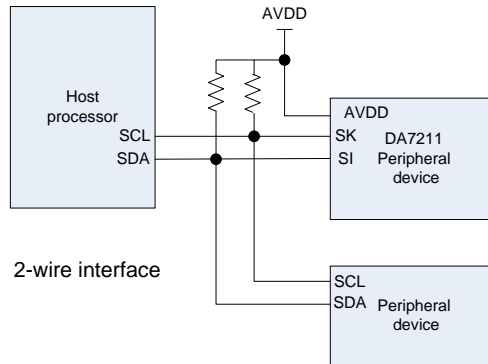 AVDD
Host
processor
SCL
SDA
AVDD
SK
DA7211
SI
Peripheral
device
2-wire interface
SCL
SDA
Peripheral
device